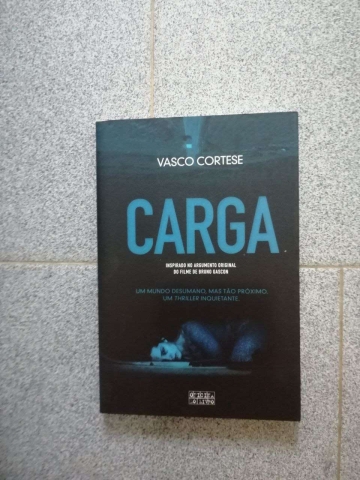 VASCO CORTESE
CARGA
INSPIRADO NO ARGUMENTO ORIGINAL
DO FILME DE BRUNO GASCON
UM MUNDO DESUMANO, MAS TÃO PRÓXIMO.
UM THRILLER INQUIETANTE.